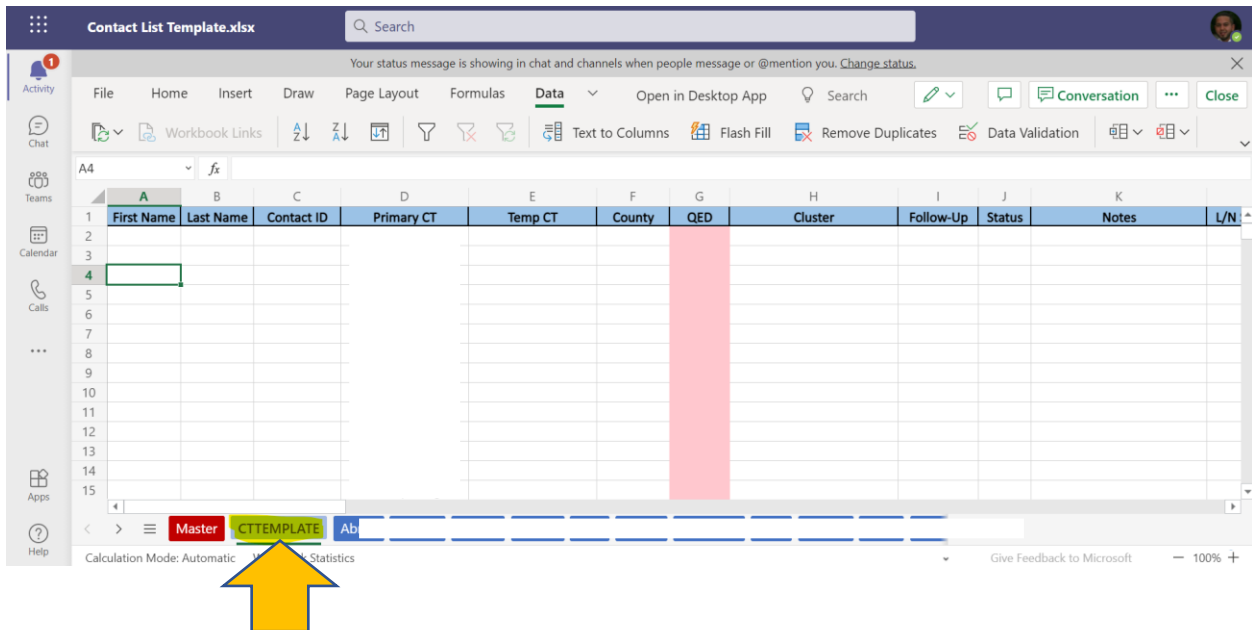 Contact List Template.xlsx Search
Your status message is showing in chat and channels when people message or @mention you. Change status.
1
Activity
Chat
Teams
Calendar
Calls
Apps
Help
File Home Insert Draw Page Layout Formulas Data Open in Desktop App Search Conversation Close
Workbook Links Text to Columns Flash Fill Remove Duplicates Data Validation
A4 fx
A B C D E F G H I J K
1 First Name Last Name Contact ID Primary CT Temp CT County QED Cluster Follow-Up Status Notes L/N
2
3
4
5
6
7
8
9
10
11
12
13
14
15
Master CTTEMPLATE
Calculation Mode: Automatic Statistics Give Feedback to Microsoft 100%